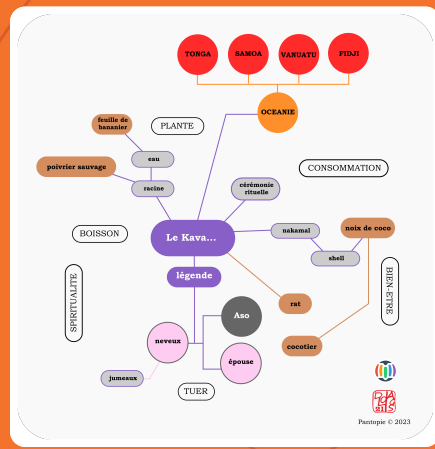 TONGA
SAMOA
VANUATU
FIDJI
OCEANIE
feuille de
bananier
PLANTE
eau
poivrier sauvage
racine
cérémonie
rituelle
CONSOMMATION
BOISSON
Le Kava...
nakamal
noix de coco
shell
légende
SPIRITUALITE
BIEN-ETRE
rat
Aso
neveux
épouse
cocotier
jumeaux
TUER
Pantopie © 2023